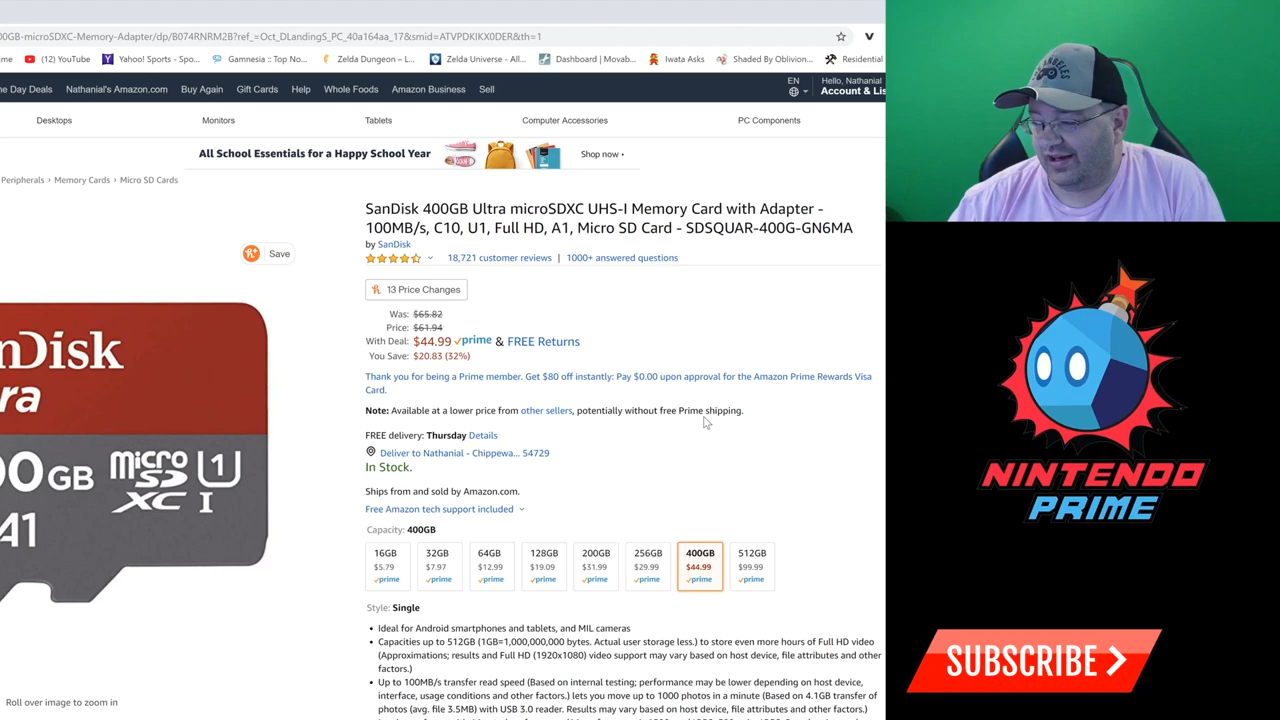 00GB-microSDXC-Memory-Adapter/dp/B074RNRM2B?ref_=Oct_DLandingS_PC_40a164aa_17&smid=ATVPDKIKX0DER&th=1
me (12) YouTube Yahoo! Sports - Spo... Gamnesia :: Top No... Zelda Dungeon – L... Zelda Universe - All... Dashboard | Movab... Iwata Asks Shaded By Oblivion... Residential
ne Day Deals Nathanial's Amazon.com Buy Again Gift Cards Help Whole Foods Amazon Business Sell EN Hello, Nathanial
Account & Lis
Desktops Monitors Tablets Computer Accessories PC Components
All School Essentials for a Happy School Year Shop now ›
Peripherals › Memory Cards › Micro SD Cards
SanDisk 400GB Ultra microSDXC UHS-I Memory Card with Adapter -
100MB/s, C10, U1, Full HD, A1, Micro SD Card - SDSQUAR-400G-GN6MA
by SanDisk
18,721 customer reviews | 1000+ answered questions
Save
13 Price Changes
Was: $65.82
Price: $61.94
With Deal: $44.99 prime & FREE Returns
You Save: $20.83 (32%)
Thank you for being a Prime member. Get $80 off instantly: Pay $0.00 upon approval for the Amazon Prime Rewards Visa
Card.
Note: Available at a lower price from other sellers, potentially without free Prime shipping.
FREE delivery: Thursday Details
Deliver to Nathanial - Chippewa... 54729
In Stock.
Ships from and sold by Amazon.com.
Free Amazon tech support included
Capacity: 400GB
16GB 32GB 64GB 128GB 200GB 256GB 400GB 512GB
$5.79 $7.97 $12.99 $19.09 $31.99 $29.99 $44.99 $99.99
prime prime prime prime prime prime prime prime
Style: Single
• Ideal for Android smartphones and tablets, and MIL cameras
• Capacities up to 512GB (1GB=1,000,000,000 bytes. Actual user storage less.) to store even more hours of Full HD video
(Approximations; results and Full HD (1920x1080) video support may vary based on host device, file attributes and other
factors.)
• Up to 100MB/s transfer read speed (Based on internal testing; performance may be lower depending on host device,
interface, usage conditions and other factors.) lets you move up to 1000 photos in a minute (Based on 4.1GB transfer of
photos (avg. file 3.5MB) with USB 3.0 reader. Results may vary based on host device, file attributes and other factors.)
nDisk
ra
00GB micro SD XC I U1
A1
Roll over image to zoom in
NINTENDO
PRIME
SUBSCRIBE